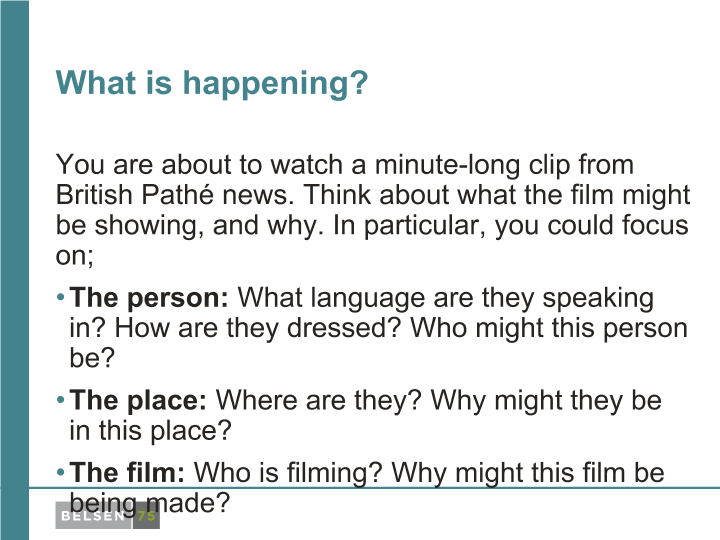 What is happening?
You are about to watch a minute-long clip from
British Pathé news. Think about what the film might
be showing, and why. In particular, you could focus
on;
•The person: What language are they speaking
in? How are they dressed? Who might this person
be?
•The place: Where are they? Why might they be
in this place?
•The film: Who is filming? Why might this film be
being made?
BELSEN 75